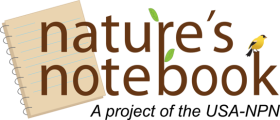 nature's
notebook
A project of the USA-NPN